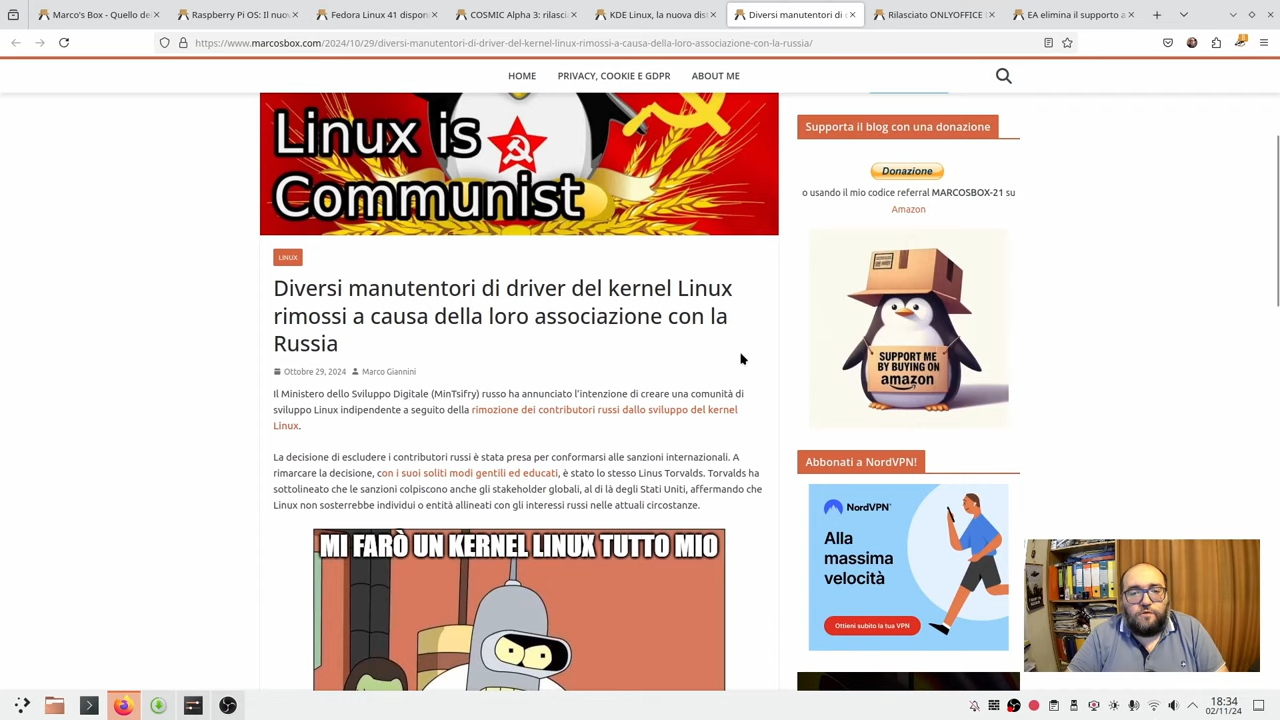 Marco's Box - Quello de
Raspberry Pi OS: Il nuov
Fedora Linux 41 disponi
COSMIC Alpha 3: rilasci
KDE Linux, la nuova dist
Diversi manutentori di d
Rilasciato ONLYOFFICE
EA elimina il supporto a
https://www.marcosbox.com/2024/10/29/diversi-manutentori-di-driver-del-kernel-linux-rimossi-a-causa-della-loro-associazione-con-la-russia/
HOME
PRIVACY, COOKIE E GDPR
ABOUT ME
Linux is
Communist
LINUX
Diversi manutentori di driver del kernel Linux
rimossi a causa della loro associazione con la
Russia
Ottobre 29, 2024
Marco Giannini
Il Ministero dello Sviluppo Digitale (MinTsifry) russo ha annunciato l'intenzione di creare una comunità di
sviluppo Linux indipendente a seguito della rimozione dei contributori russi dallo sviluppo del kernel
Linux.
La decisione di escludere i contributori russi è stata presa per conformarsi alle sanzioni internazionali. A
rimarcare la decisione, con i suoi soliti modi gentili ed educati, è stato lo stesso Linus Torvalds. Torvalds ha
sottolineato che le sanzioni colpiscono anche gli stakeholder globali, al di là degli Stati Uniti, affermando che
Linux non sosterrebbe individui o entità allineati con gli interessi russi nelle attuali circostanze.
MI FARÒ UN KERNEL LINUX TUTTO MIO
Supporta il blog con una donazione
Donazione
o usando il mio codice referral MARCOSBOX-21 su
Amazon
SUPPORT ME
BY BUYING ON
amazon
Abbonati a NordVPN!
NordVPN®
Alla
massima
velocità
Ottieni subito la tua VPN
18:34
02/11/24